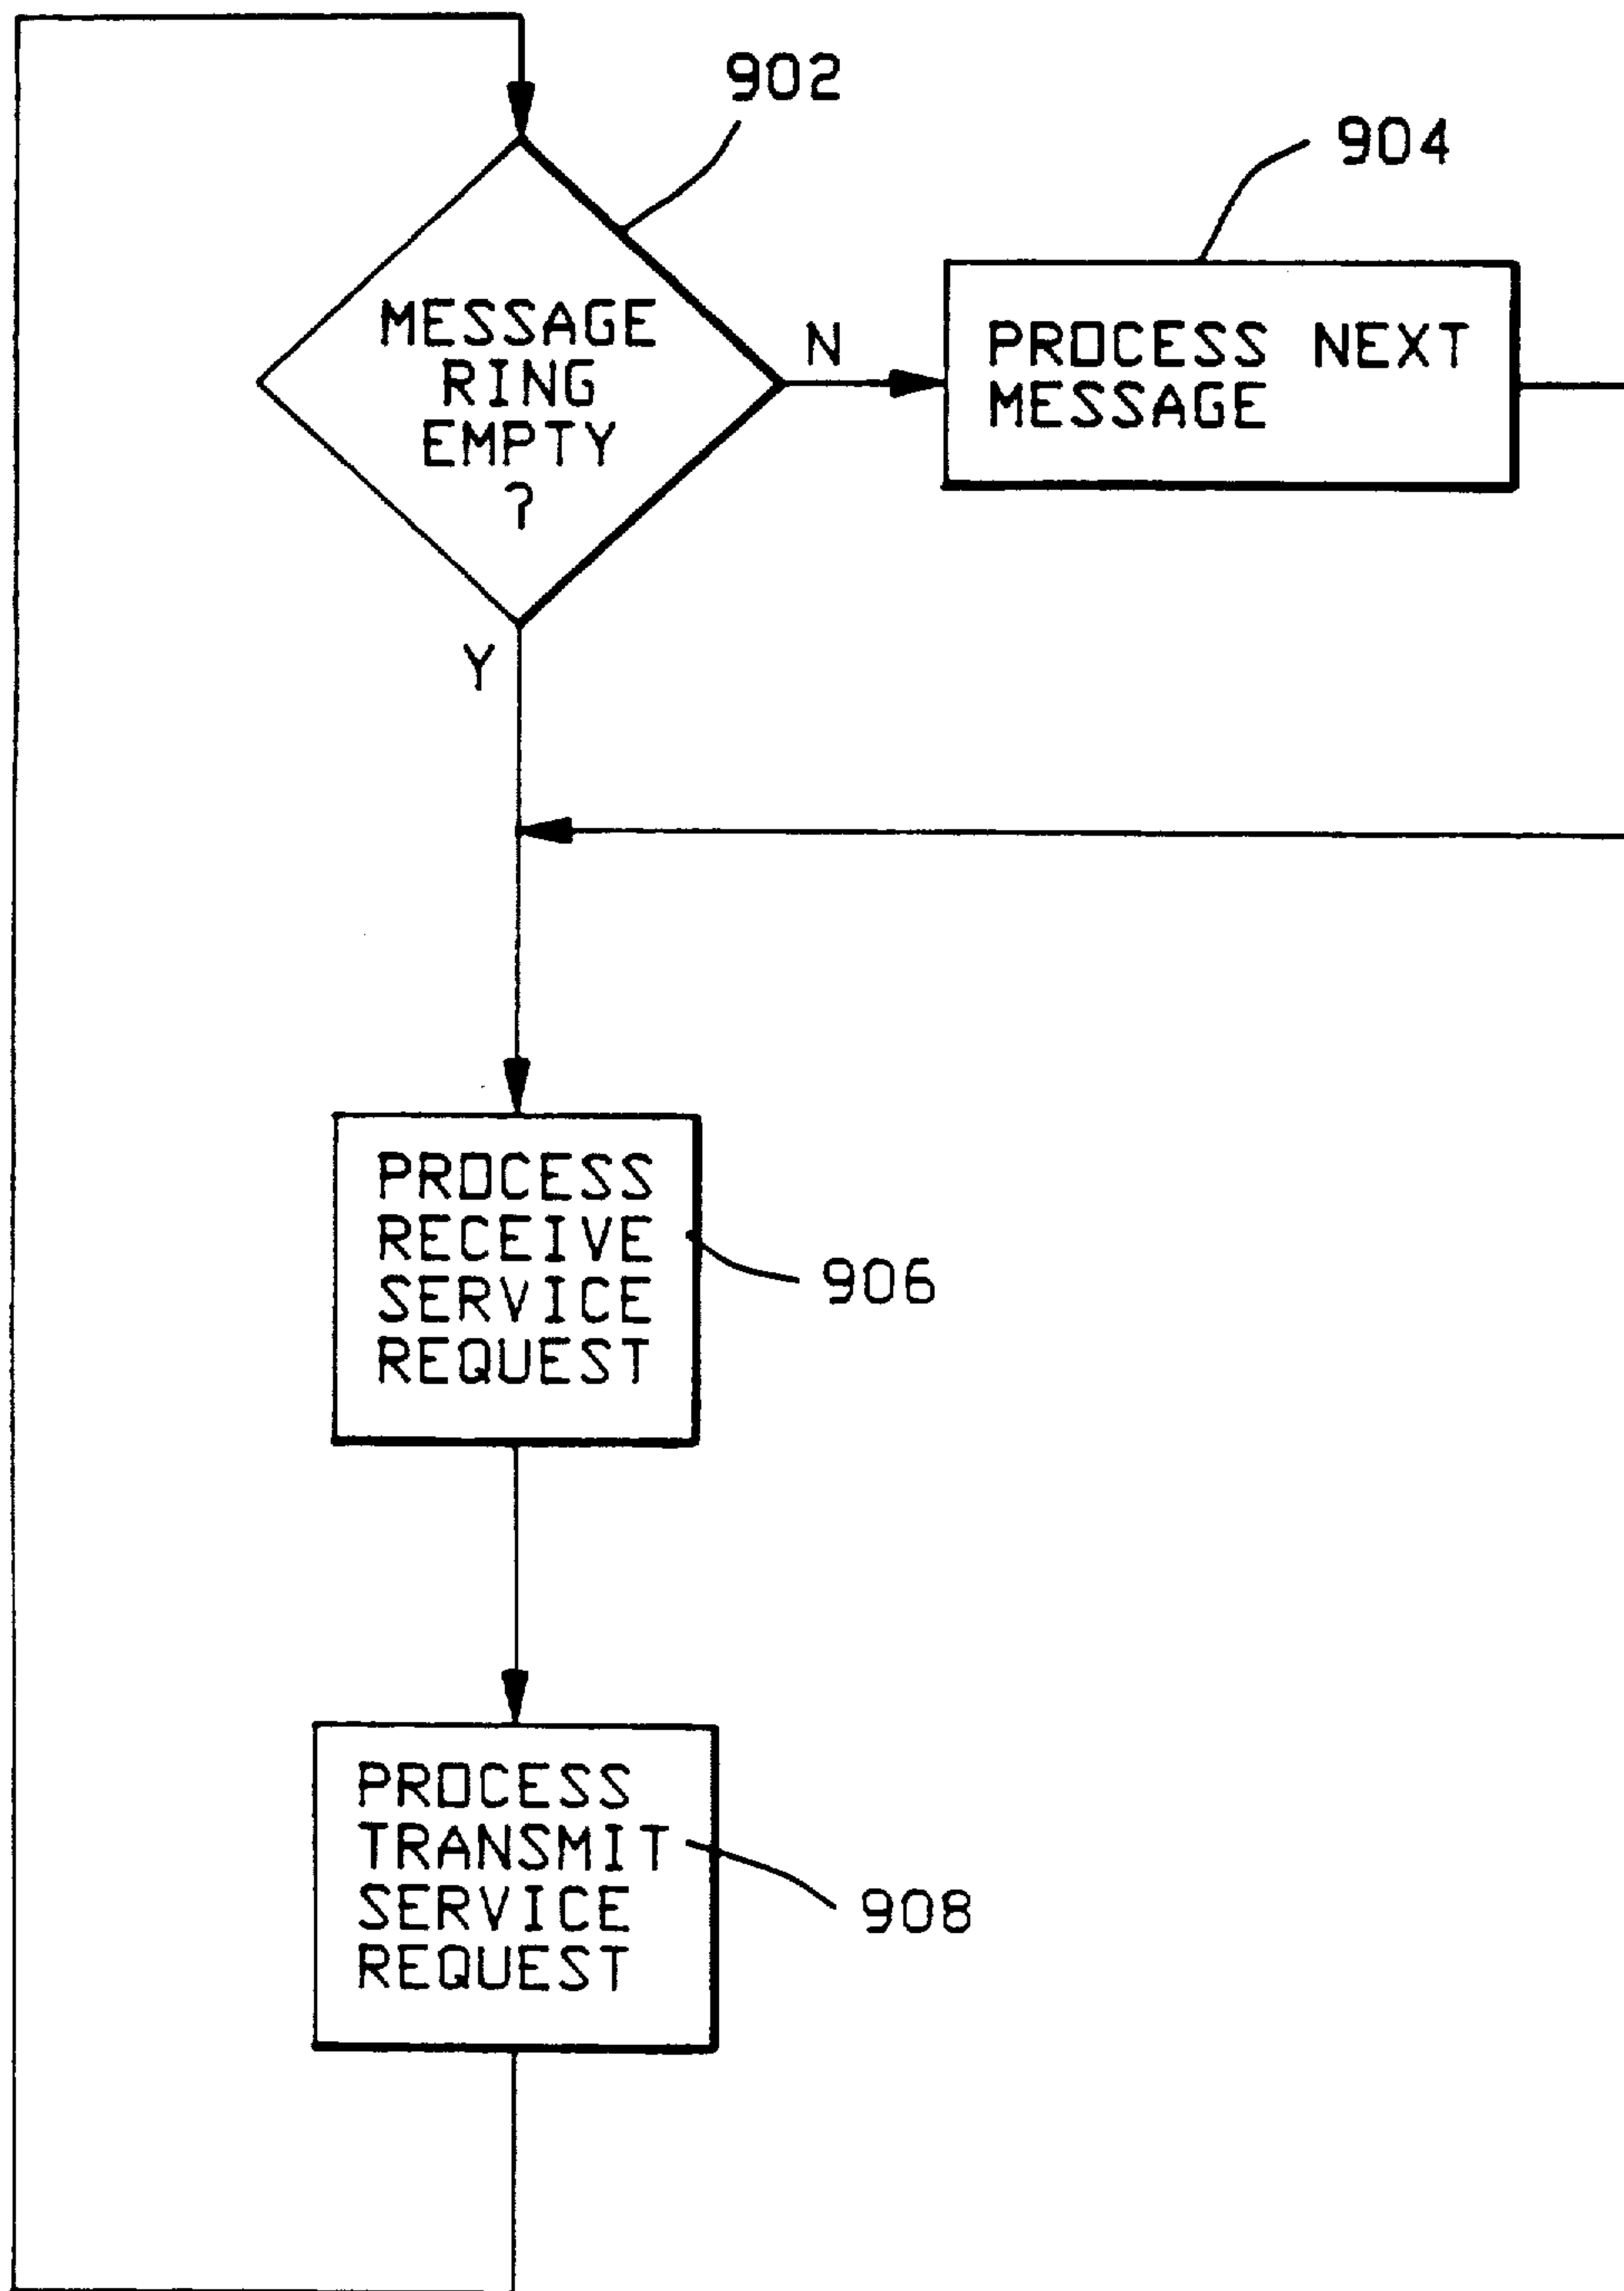 902
904
MESSAGE
RING
EMPTY
?
N
PROCESS NEXT
MESSAGE
Y
PROCESS
RECEIVE
SERVICE
REQUEST
906
PROCESS
TRANSMIT
SERVICE
REQUEST
908